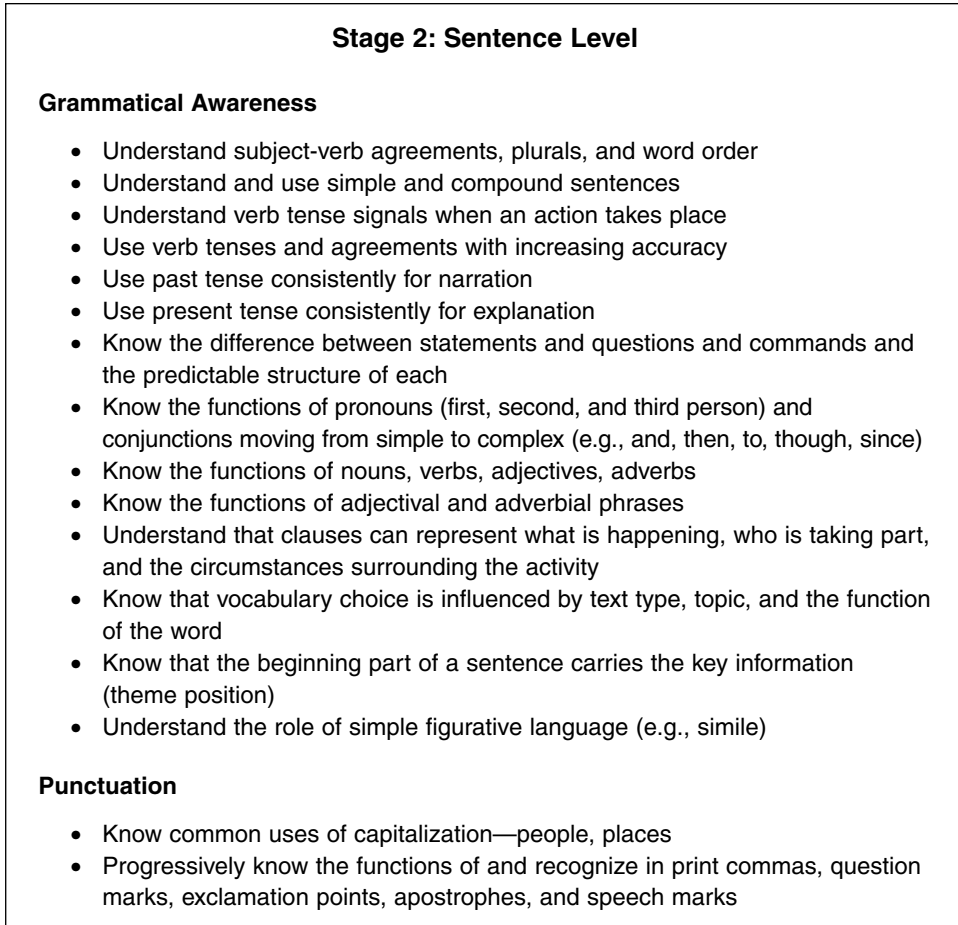 Stage 2: Sentence Level
Grammatical Awareness
• Understand subject-verb agreements, plurals, and word order
• Understand and use simple and compound sentences
• Understand verb tense signals when an action takes place
• Use verb tenses and agreements with increasing accuracy
• Use past tense consistently for narration
• Use present tense consistently for explanation
• Know the difference between statements and questions and commands and
the predictable structure of each
• Know the functions of pronouns (first, second, and third person) and
conjunctions moving from simple to complex (e.g., and, then, to, though, since)
• Know the functions of nouns, verbs, adjectives, adverbs
• Know the functions of adjectival and adverbial phrases
• Understand that clauses can represent what is happening, who is taking part,
and the circumstances surrounding the activity
• Know that vocabulary choice is influenced by text type, topic, and the function
of the word
• Know that the beginning part of a sentence carries the key information
(theme position)
• Understand the role of simple figurative language (e.g., simile)
Punctuation
• Know common uses of capitalization—people, places
• Progressively know the functions of and recognize in print commas, question
marks, exclamation points, apostrophes, and speech marks